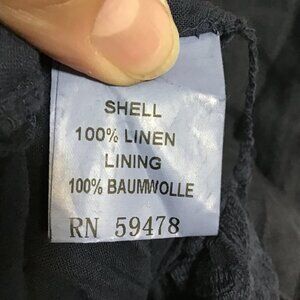 SHELL
100% LINEN
LINING
100% BAUMWOLLE
RN 59478